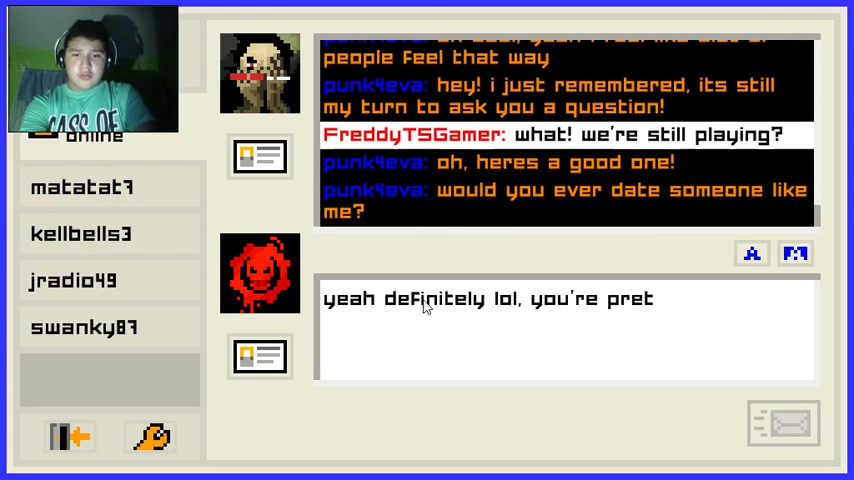 people Feel that way
punk4eva: hey! i just remembered, its still
my turn to ask you a question!
FreddyTSGamer: what! we're still playing?
punk4eva: oh, heres a good one!
punk4eva: would you ever date someone like
me?
CLASS OF
online
matatat7
kellbells3
jradio49
swanky87
A
yeah deFinitely lol, you're pret